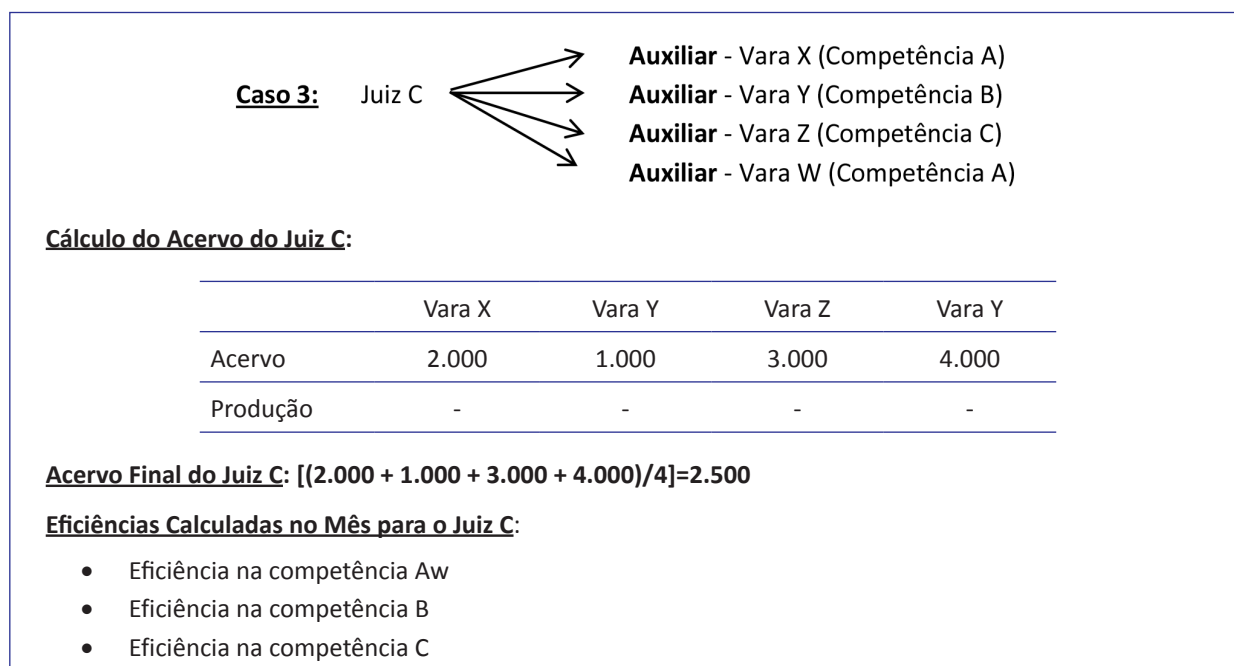 Auxiliar - Vara X (Competência A)
Caso 3: Juiz C
Auxiliar - Vara Y (Competência B)
Auxiliar - Vara Z (Competência C)
Auxiliar - Vara W (Competência A)
Cálculo do Acervo do Juiz C:
Vara X Vara Y Vara Z Vara Y
Acervo 2.000 1.000 3.000 4.000
Produção - - - -
Acervo Final do Juiz C: [(2.000 + 1.000 + 3.000 + 4.000)/4]=2.500
Eficiências Calculadas no Mês para o Juiz C:
• Eficiência na competência Aw
• Eficiência na competência B
• Eficiência na competência C